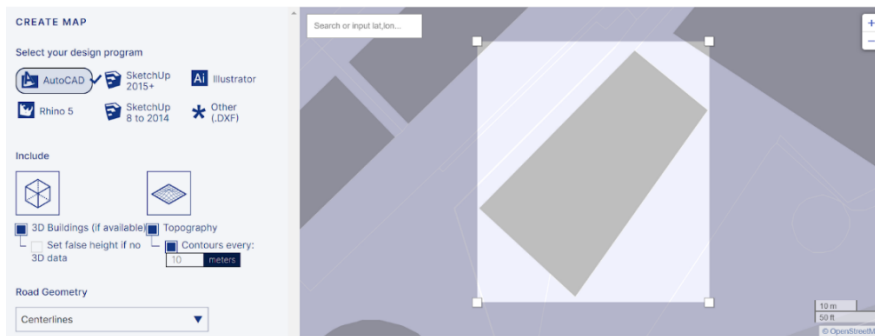 CREATE MAP
Select your design program
AutoCAD
SketchUp
2015+
Ai Illustrator
Rhino 5
SketchUp
8 to 2014
Other
(.DXF)
Include
3D Buildings (if available)
Set false height if no
3D data
Topography
Contours every:
10 meters
Road Geometry
Centerlines
Search or input lat,lon...
+
−
10 m
50 ft
© OpenStreetM